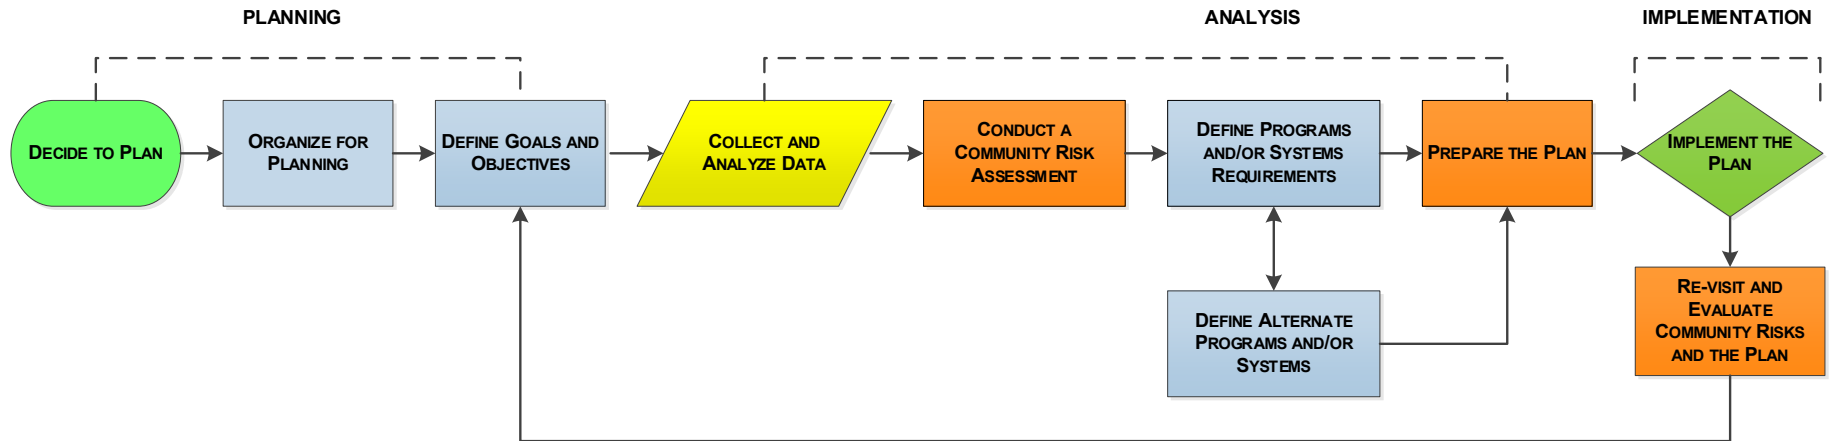 PLANNING
ANALYSIS
IMPLEMENTATION
DECIDE TO PLAN
ORGANIZE FOR
PLANNING
DEFINE GOALS AND
OBJECTIVES
COLLECT AND
ANALYZE DATA
CONDUCT A
COMMUNITY RISK
ASSESSMENT
DEFINE PROGRAMS
AND/OR SYSTEMS
REQUIREMENTS
PREPARE THE PLAN
IMPLEMENT THE
PLAN
DEFINE ALTERNATE
PROGRAMS AND/OR
SYSTEMS
RE-VISIT AND
EVALUATE
COMMUNITY RISKS
AND THE PLAN